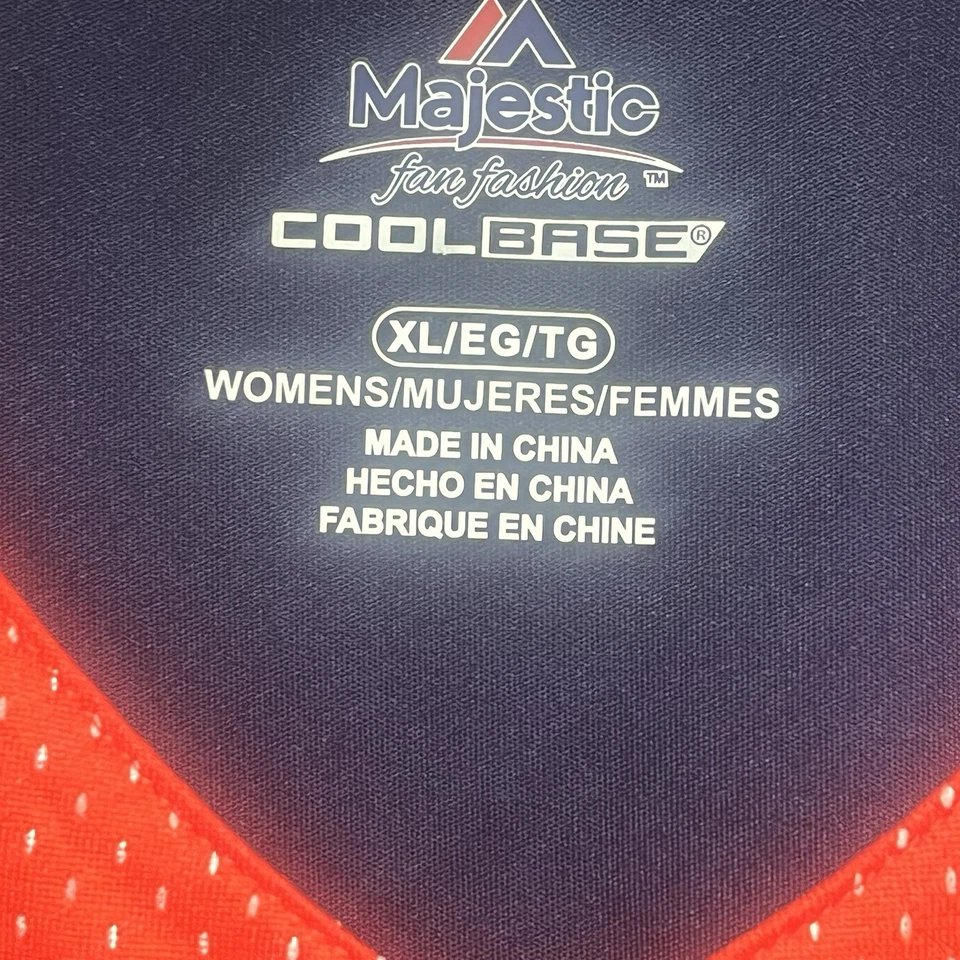 Majestic
fan fashion™
COOLBASE®
XL/EG/TG
WOMENS/MUJERES/FEMMES
MADE IN CHINA
HECHO EN CHINA
FABRIQUE EN CHINE